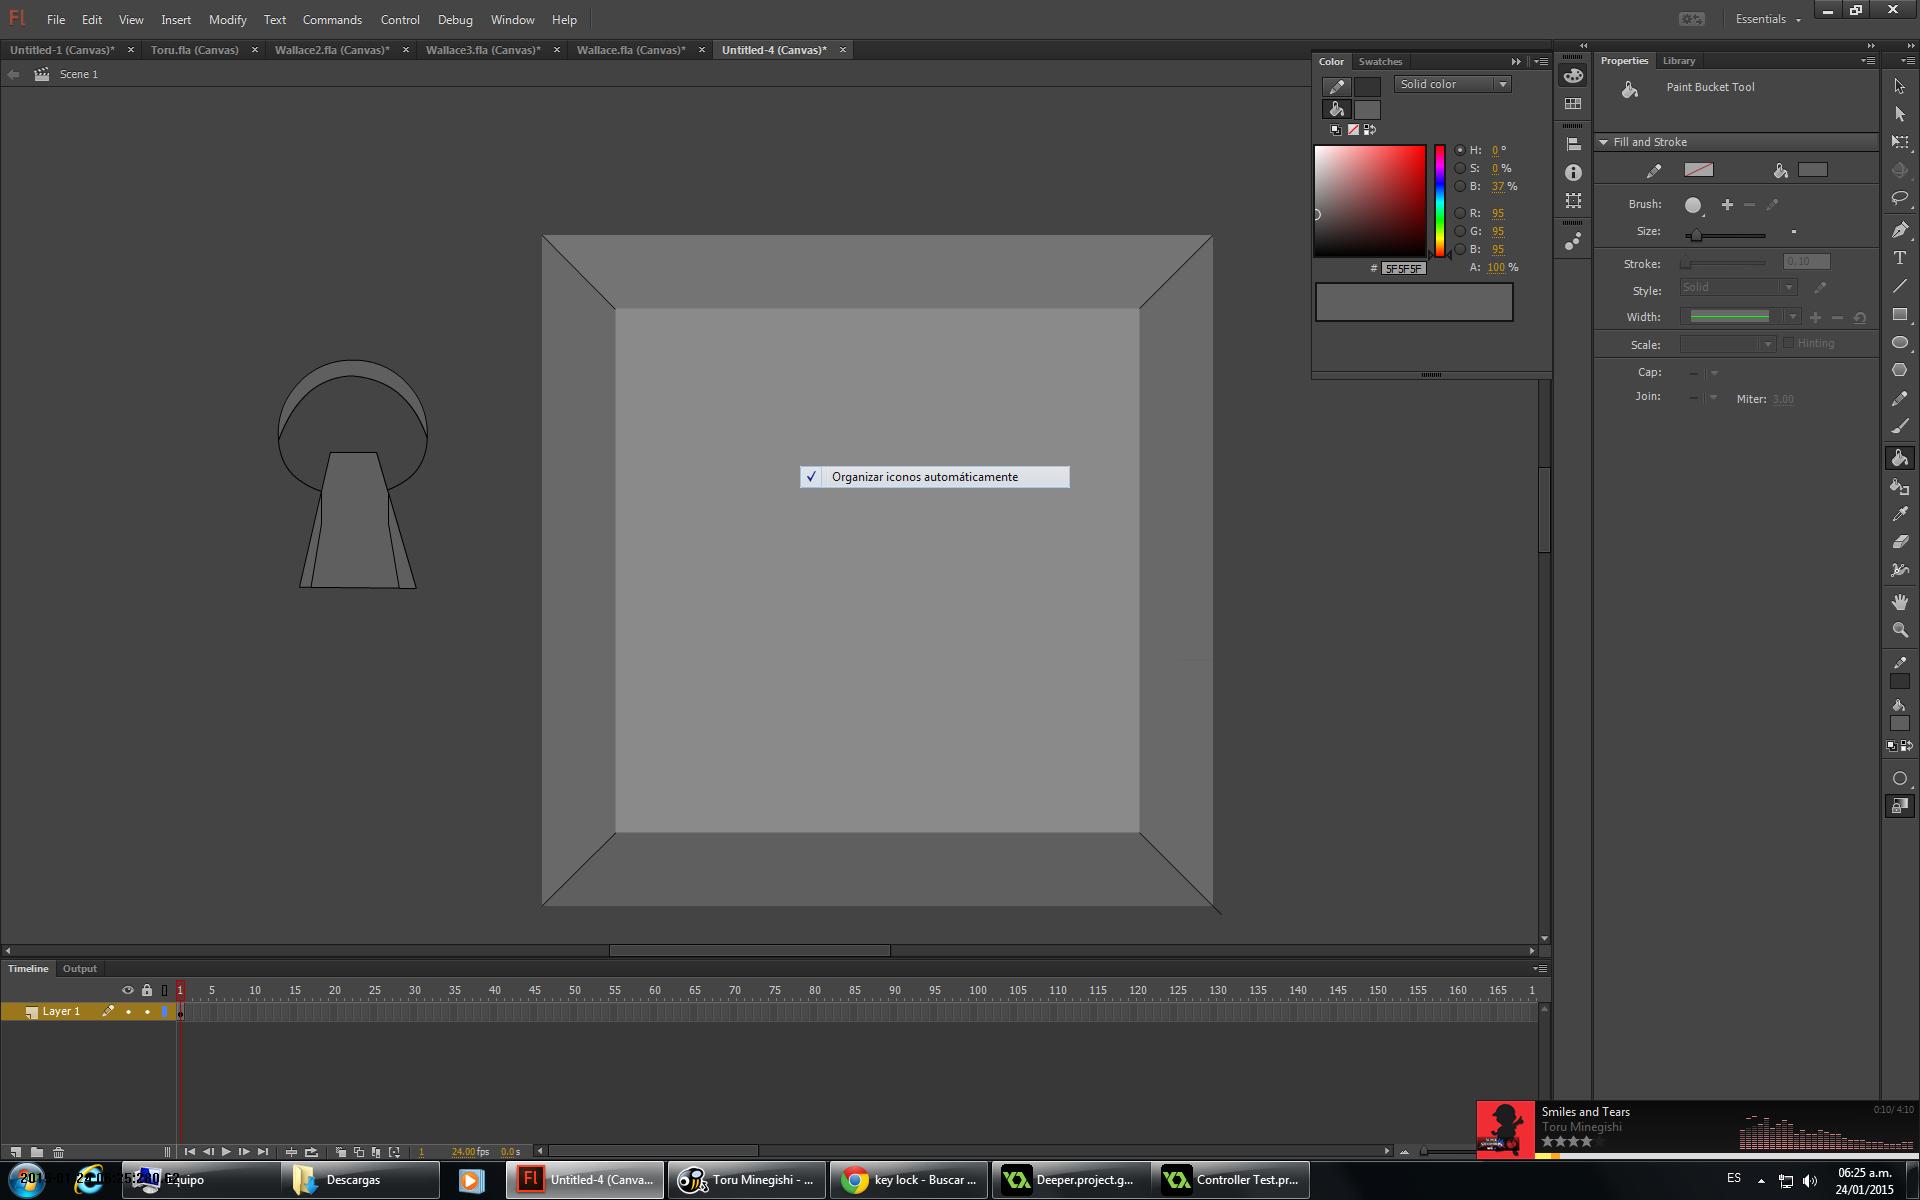 Fl File Edit View Insert Modify Text Commands Control Debug Window Help Essentials
Untitled-1 (Canvas)* Toru.fla (Canvas) Wallace2.fla (Canvas)* Wallace3.fla (Canvas)* Wallace.fla (Canvas)* Untitled-4 (Canvas)*
Scene 1
Color Swatches
Solid color
H: 0 °
S: 0 %
B: 37 %
R: 95
G: 95
B: 95
# 5F5F5F A: 100 %
Properties Library
Paint Bucket Tool
Fill and Stroke
Brush:
Size:
Stroke: 0,10
Style: Solid
Width:
Scale: Hinting
Cap:
Join: Miter: 3,00
Organizar iconos automáticamente
Timeline Output
1 5 10 15 20 25 30 35 40 45 50 55 60 65 70 75 80 85 90 95 100 105 110 115 120 125 130 135 140 145 150 155 160 165 1
Layer 1
1 24.00 fps 0.0 s
Smiles and Tears 0:10/ 4:10
Toru Minegishi
Equipo Descargas Fl Untitled-4 (Canva... Toru Minegishi - ... key lock - Buscar ... Deeper.project.g... Controller Test.pr... ES 06:25 a.m.
24/01/2015